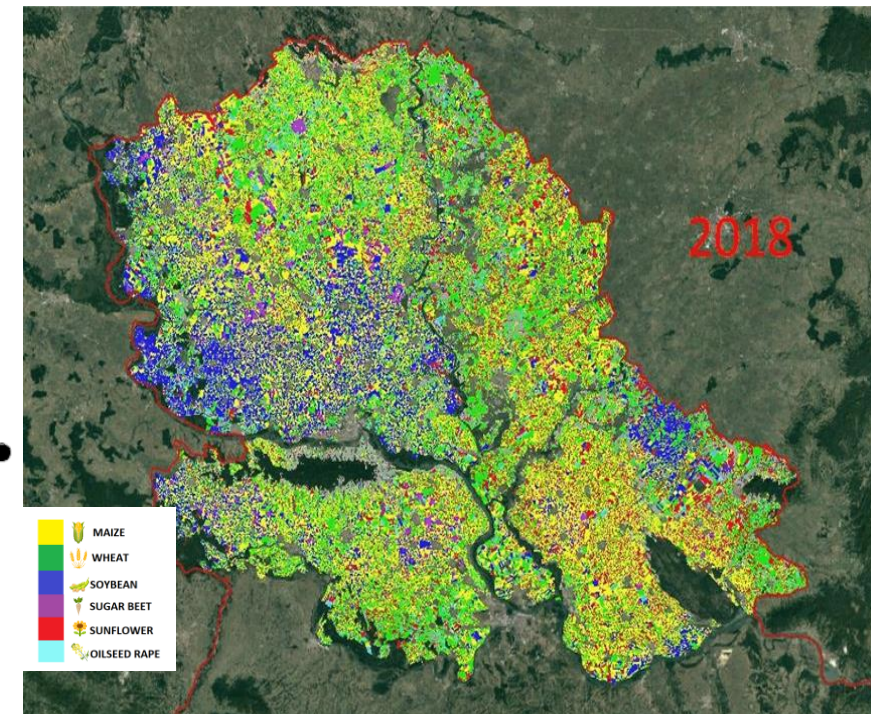 2018
MAIZE
WHEAT
SOYBEAN
SUGAR BEET
SUNFLOWER
OILSEED RAPE